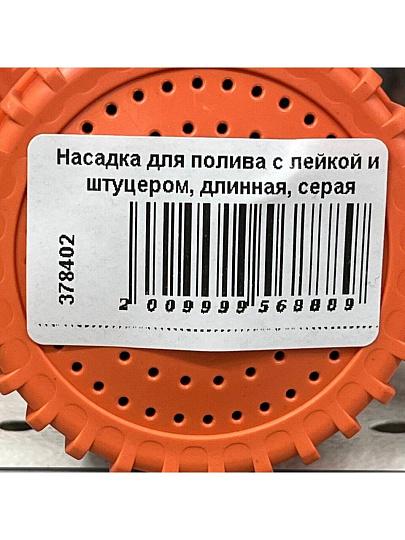 Насадка для полива с лейкой и
штуцером, длинная, серая
378402
2 009999 568889